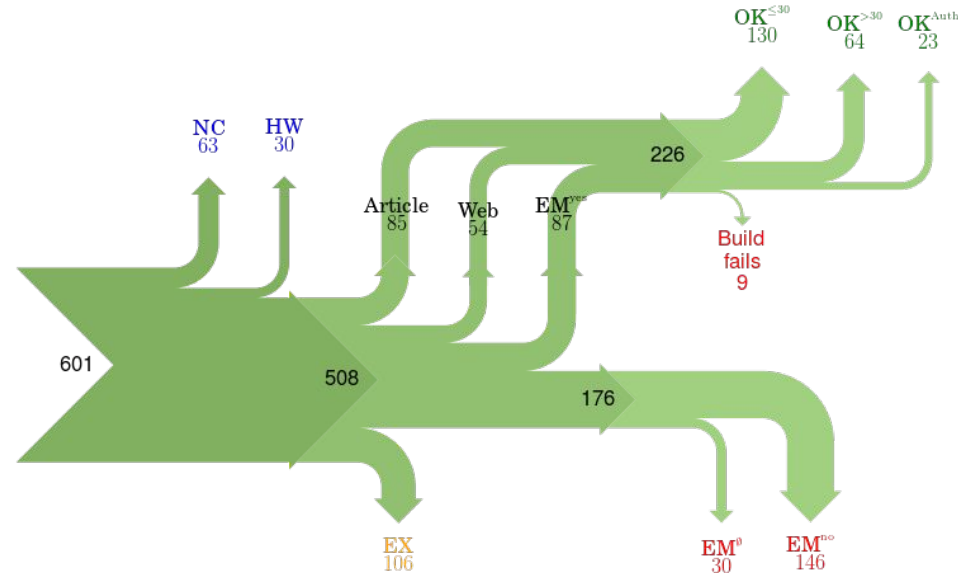 OK≤30
130
OK>30
64
OKAuth
23
NC
63
HW
30
226
Article
85
Web
54
EMyes
87
Build
fails
9
601
508
176
EX
106
EM∅
30
EMno
146